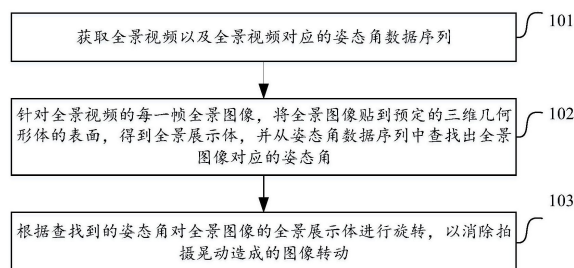 获取全景视频以及全景视频对应的姿态角数据序列
101
针对全景视频的每一帧全景图像，将全景图像贴到预定的三维几何
形体的表面，得到全景展示体，并从姿态角数据序列中查找出全景
图像对应的姿态角
102
根据查找到的姿态角对全景图像的全景展示体进行旋转，以消除拍
摄晃动造成的图像转动
103